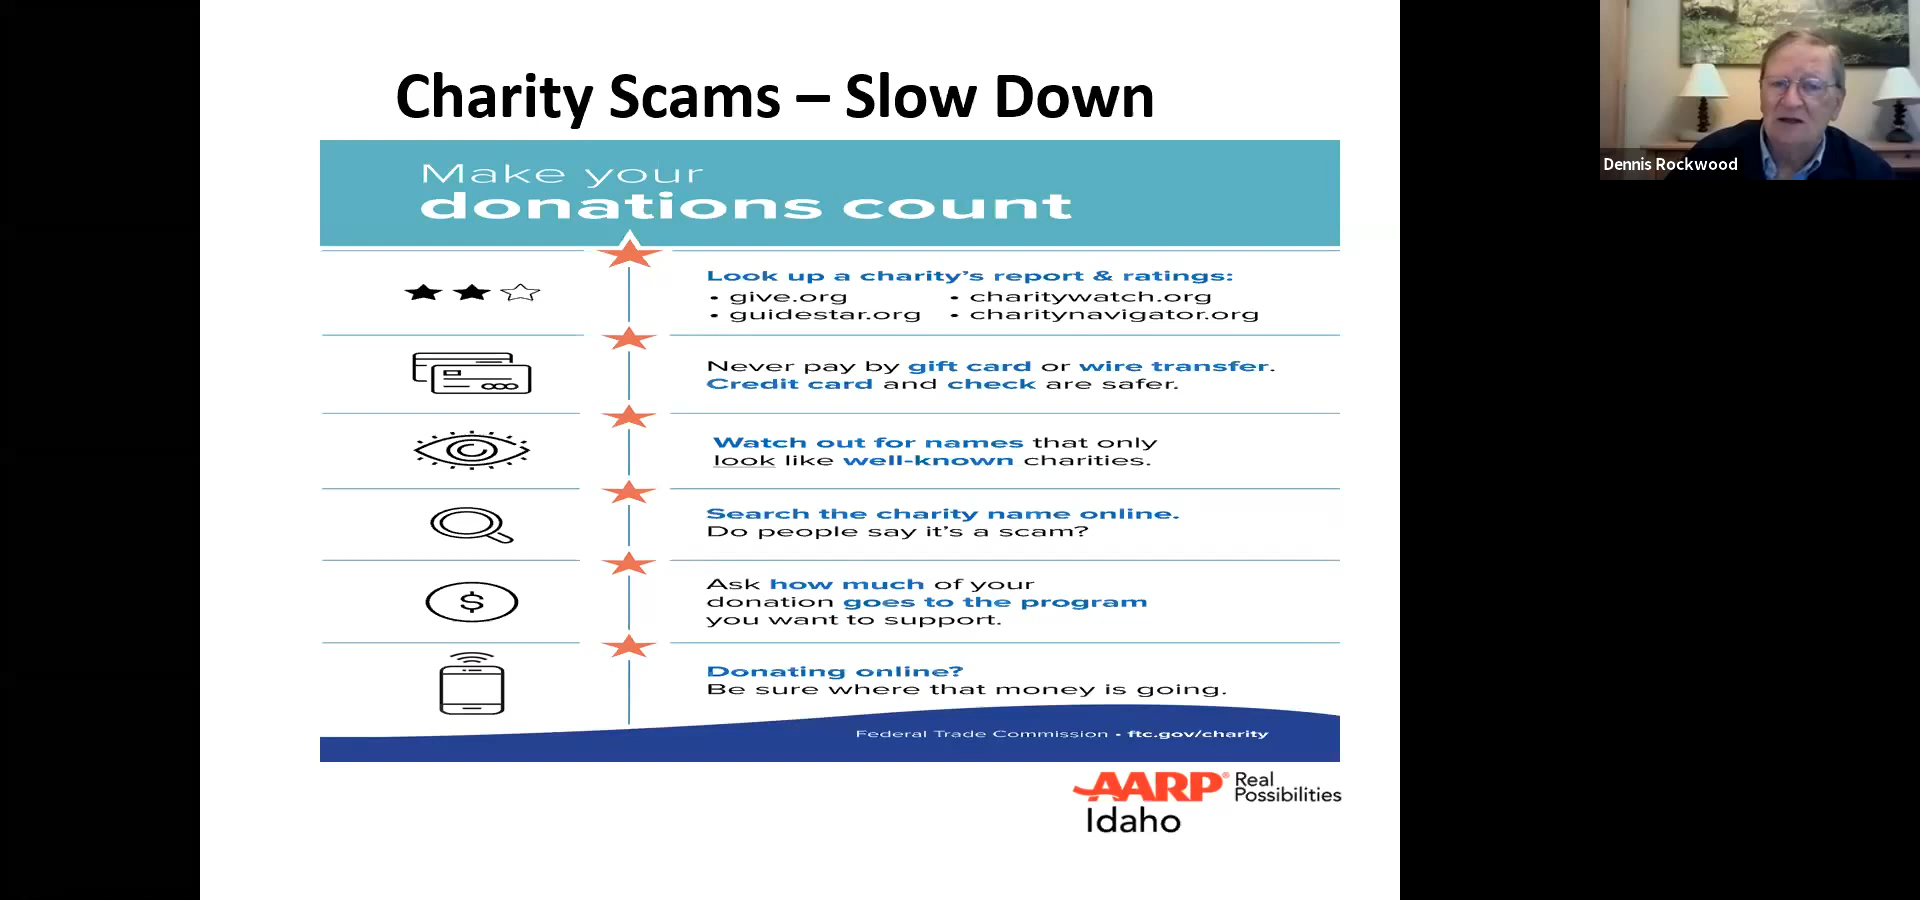 Charity Scams – Slow Down
Make your
donations count
Look up a charity's report & ratings:
• give.org • charitywatch.org
• guidestar.org • charitynavigator.org
Never pay by gift card or wire transfer.
Credit card and check are safer.
Watch out for names that only
look like well-known charities.
Search the charity name online.
Do people say it's a scam?
$
Ask how much of your
donation goes to the program
you want to support.
Donating online?
Be sure where that money is going.
Federal Trade Commission • ftc.gov/charity
AARP® Real
Possibilities
Idaho
Dennis Rockwood